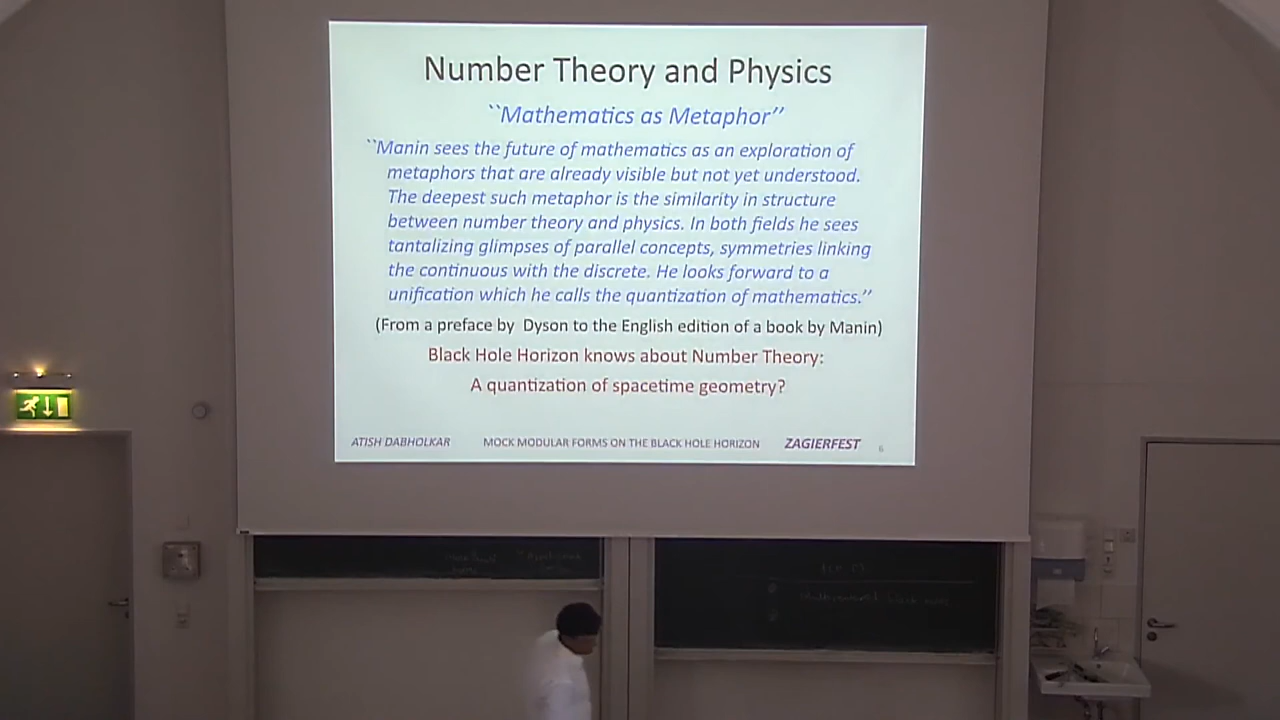 Number Theory and Physics
``Mathematics as Metaphor’’
``Manin sees the future of mathematics as an exploration of
metaphors that are already visible but not yet understood.
The deepest such metaphor is the similarity in structure
between number theory and physics. In both fields he sees
tantalizing glimpses of parallel concepts, symmetries linking
the continuous with the discrete. He looks forward to a
unification which he calls the quantization of mathematics.’’
(From a preface by Dyson to the English edition of a book by Manin)
Black Hole Horizon knows about Number Theory:
A quantization of spacetime geometry?
ATISH DABHOLKAR MOCK MODULAR FORMS ON THE BLACK HOLE HORIZON ZAGIERFEST 6